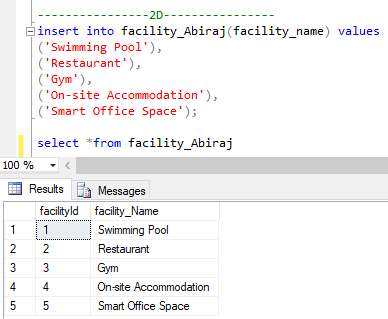 -----------------2D-----------------
insert into facility_Abiraj(facility_name) values
('Swimming Pool'),
('Restaurant'),
('Gym'),
('On-site Accommodation'),
('Smart Office Space');
select *from facility_Abiraj
100 %
Results Messages
facilityId facility_Name
1 1 Swimming Pool
2 2 Restaurant
3 3 Gym
4 4 On-site Accommodation
5 5 Smart Office Space